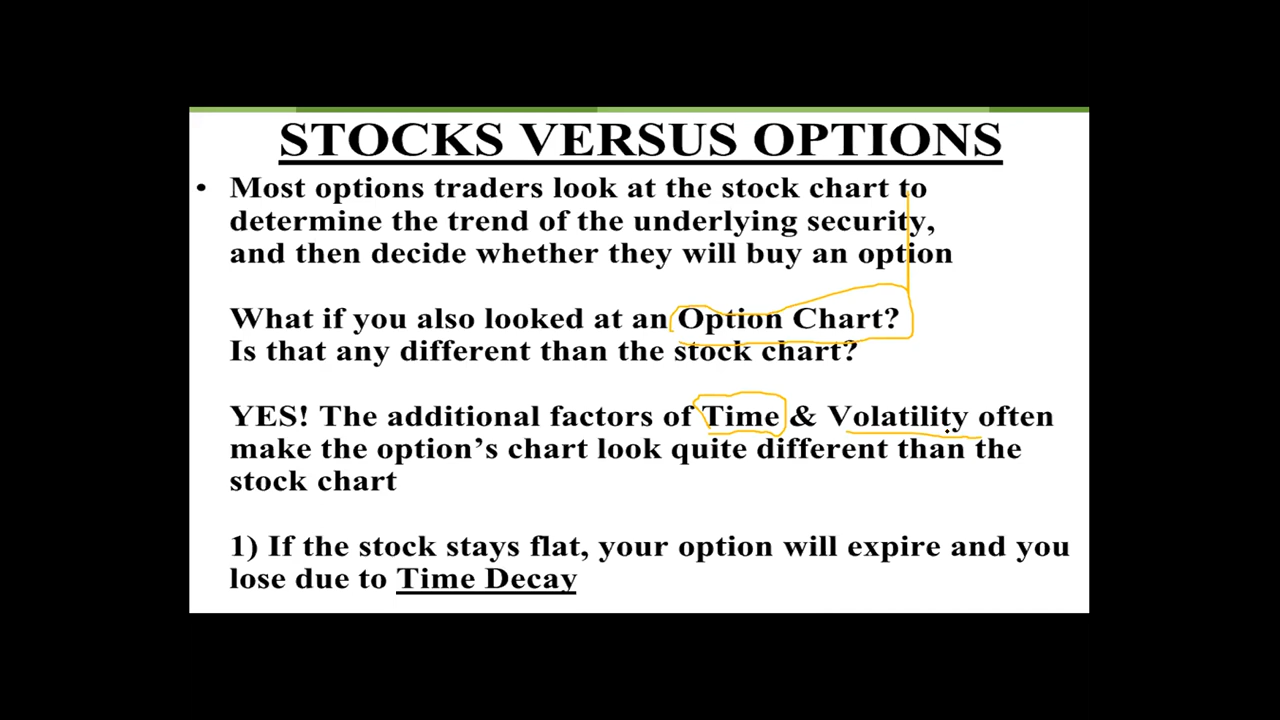 STOCKS VERSUS OPTIONS
• Most options traders look at the stock chart to
determine the trend of the underlying security,
and then decide whether they will buy an option
What if you also looked at an Option Chart?
Is that any different than the stock chart?
YES! The additional factors of Time & Volatility often
make the option’s chart look quite different than the
stock chart
1) If the stock stays flat, your option will expire and you
lose due to Time Decay